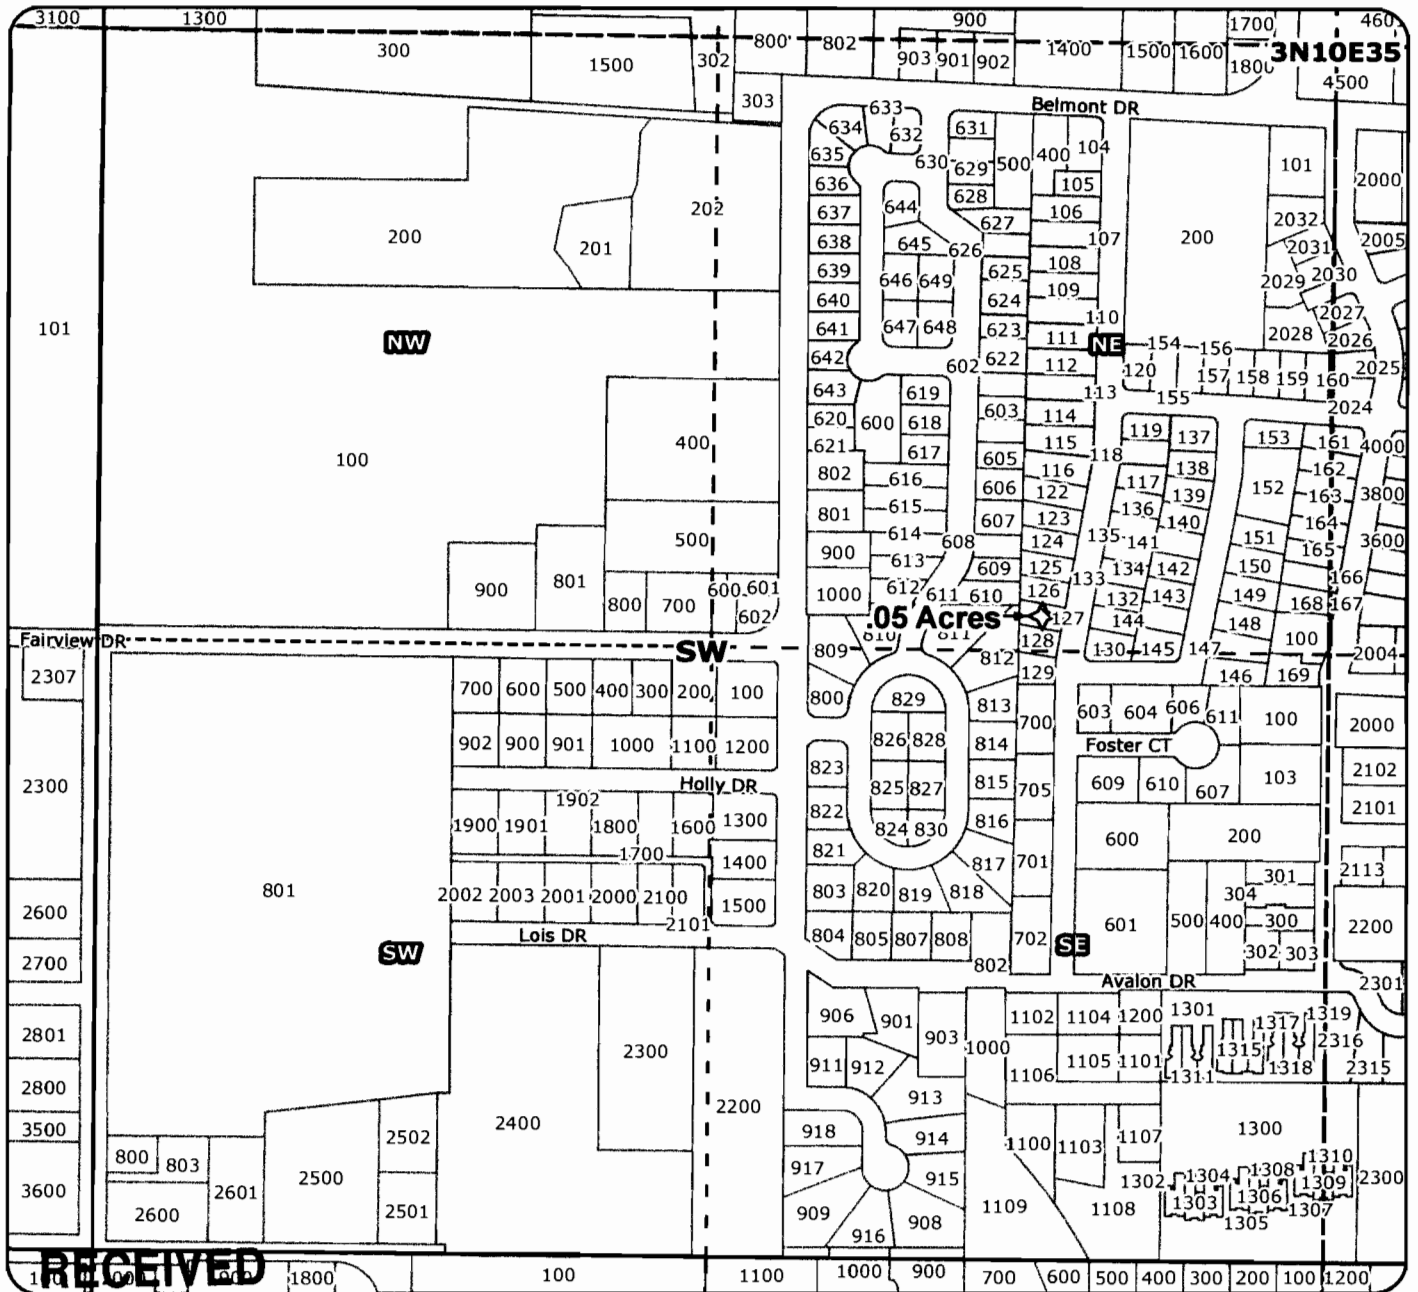 3100 1300 900 1700 460
300 1500 302 800 802 903 901 902 1400 1500 1600 1800 3N10E35
4500
303 Belmont DR
633
634 632 631
635 630 629 500 400 104 101
636 628 105 2000
202 644 637 627 106 2032
200 201 638 645 626 107 200 2031 2005
639 646 649 625 108 2030
640 624 109 2029 2027
101 641 647 648 623 110 2028 2026
NW 642 602 622 111 NE 154 156
112 120 157 158 159 160 2025
643 619 603 113 155 2024
620 600 618 114 119 137 153 161 4000
400 621 617 605 115 118 138 162
100 802 616 606 116 117 139 152 163 3800
801 615 607 122 136 140 164
500 614 608 123 135 141 151 165 3600
900 613 609 124 134 142 150 166
900 801 800 700 600 601 1000 612 611 610 125 133 132 143 149 168 167
602 .05 Acres 126 127 144 148 100
Fairview DR SW 809 810 811 812 128 130 145 147 2004
2307 129 146 169
700 600 500 400 300 200 100 800 829 813 700 603 604 606 611 100 2000
902 900 901 1000 1100 1200 826 828 814 Foster CT
2300 Holly DR 823 825 827 815 705 609 610 607 103 2102
1902 1300 822 824 830 816 2101
1900 1901 1800 1600 821 600 200
1700 1400 817 701 301 2113
801 2002 2003 2001 2000 2100 1500 803 820 819 818 304
2600 2101 601 500 400 300 2200
Lois DR 804 805 807 808 702 SE 302 303
2700 SW 802 Avalon DR 2301
2801 906 901 903 1102 1104 1200 1301 1317 1319
2300 911 912 1000 1105 1101 1315 2316
2800 1106 1311 1318 2315
3500 2502 2400 2200 913
800 803 918 914 1100 1103 1107 1300
3600 2601 2500 917 915 1302 1304 1308 1310 2300
2600 2501 909 908 1109 1108 1303 1306 1309
916 1305 1307
RECEIVED
1800 100 1100 1000 900 700 600 500 400 300 200 100 1200